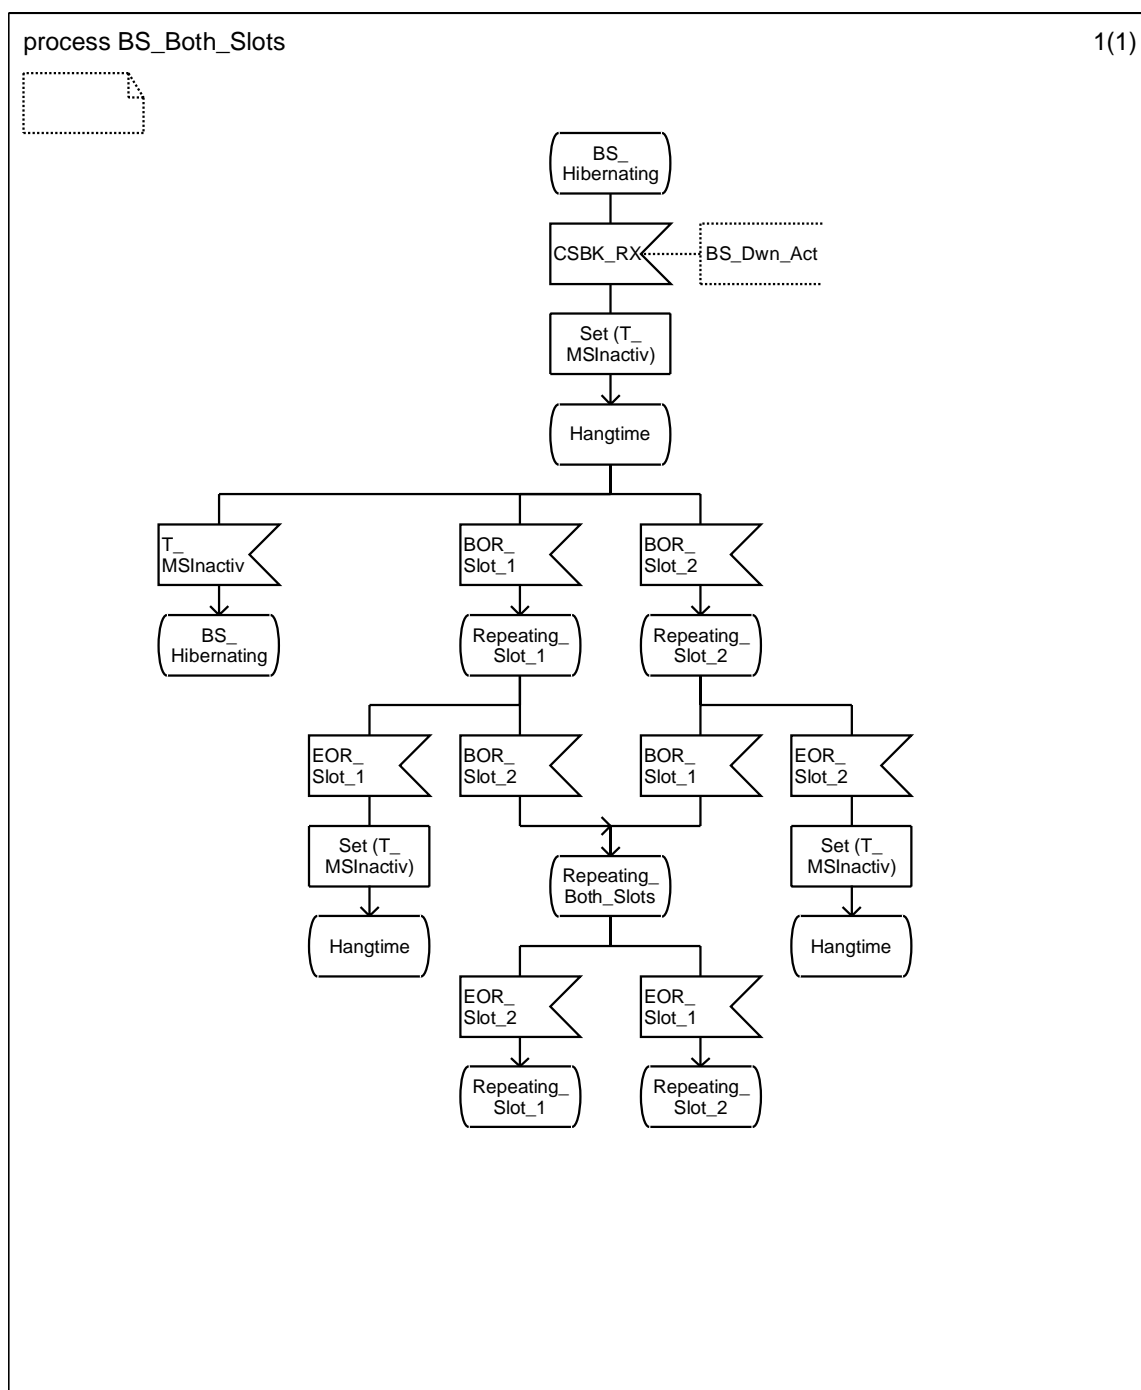 process BS_Both_Slots
1(1)
BS_
Hibernating
CSBK_RX
BS_Dwn_Act
Set (T_
MSInactiv)
Hangtime
T_
MSInactiv
BOR_
Slot_1
BOR_
Slot_2
BS_
Hibernating
Repeating_
Slot_1
Repeating_
Slot_2
EOR_
Slot_1
BOR_
Slot_2
BOR_
Slot_1
EOR_
Slot_2
Set (T_
MSInactiv)
Set (T_
MSInactiv)
Repeating_
Both_Slots
Hangtime
Hangtime
EOR_
Slot_2
EOR_
Slot_1
Repeating_
Slot_1
Repeating_
Slot_2